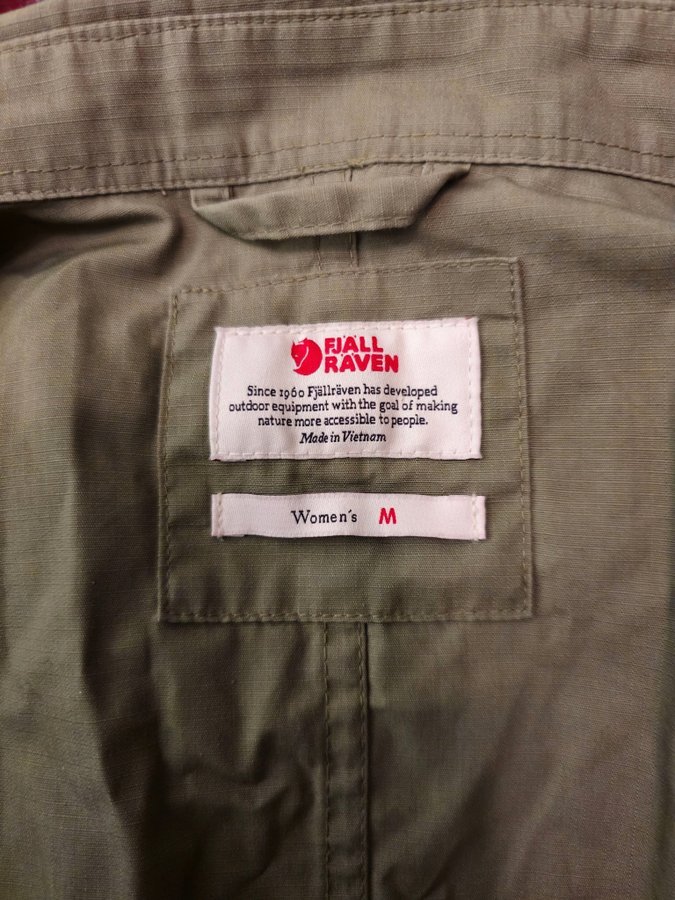 FJÄLL
RÄVEN
Since 1960 Fjällräven has developed
outdoor equipment with the goal of making
nature more accessible to people.
Made in Vietnam
Women´s M